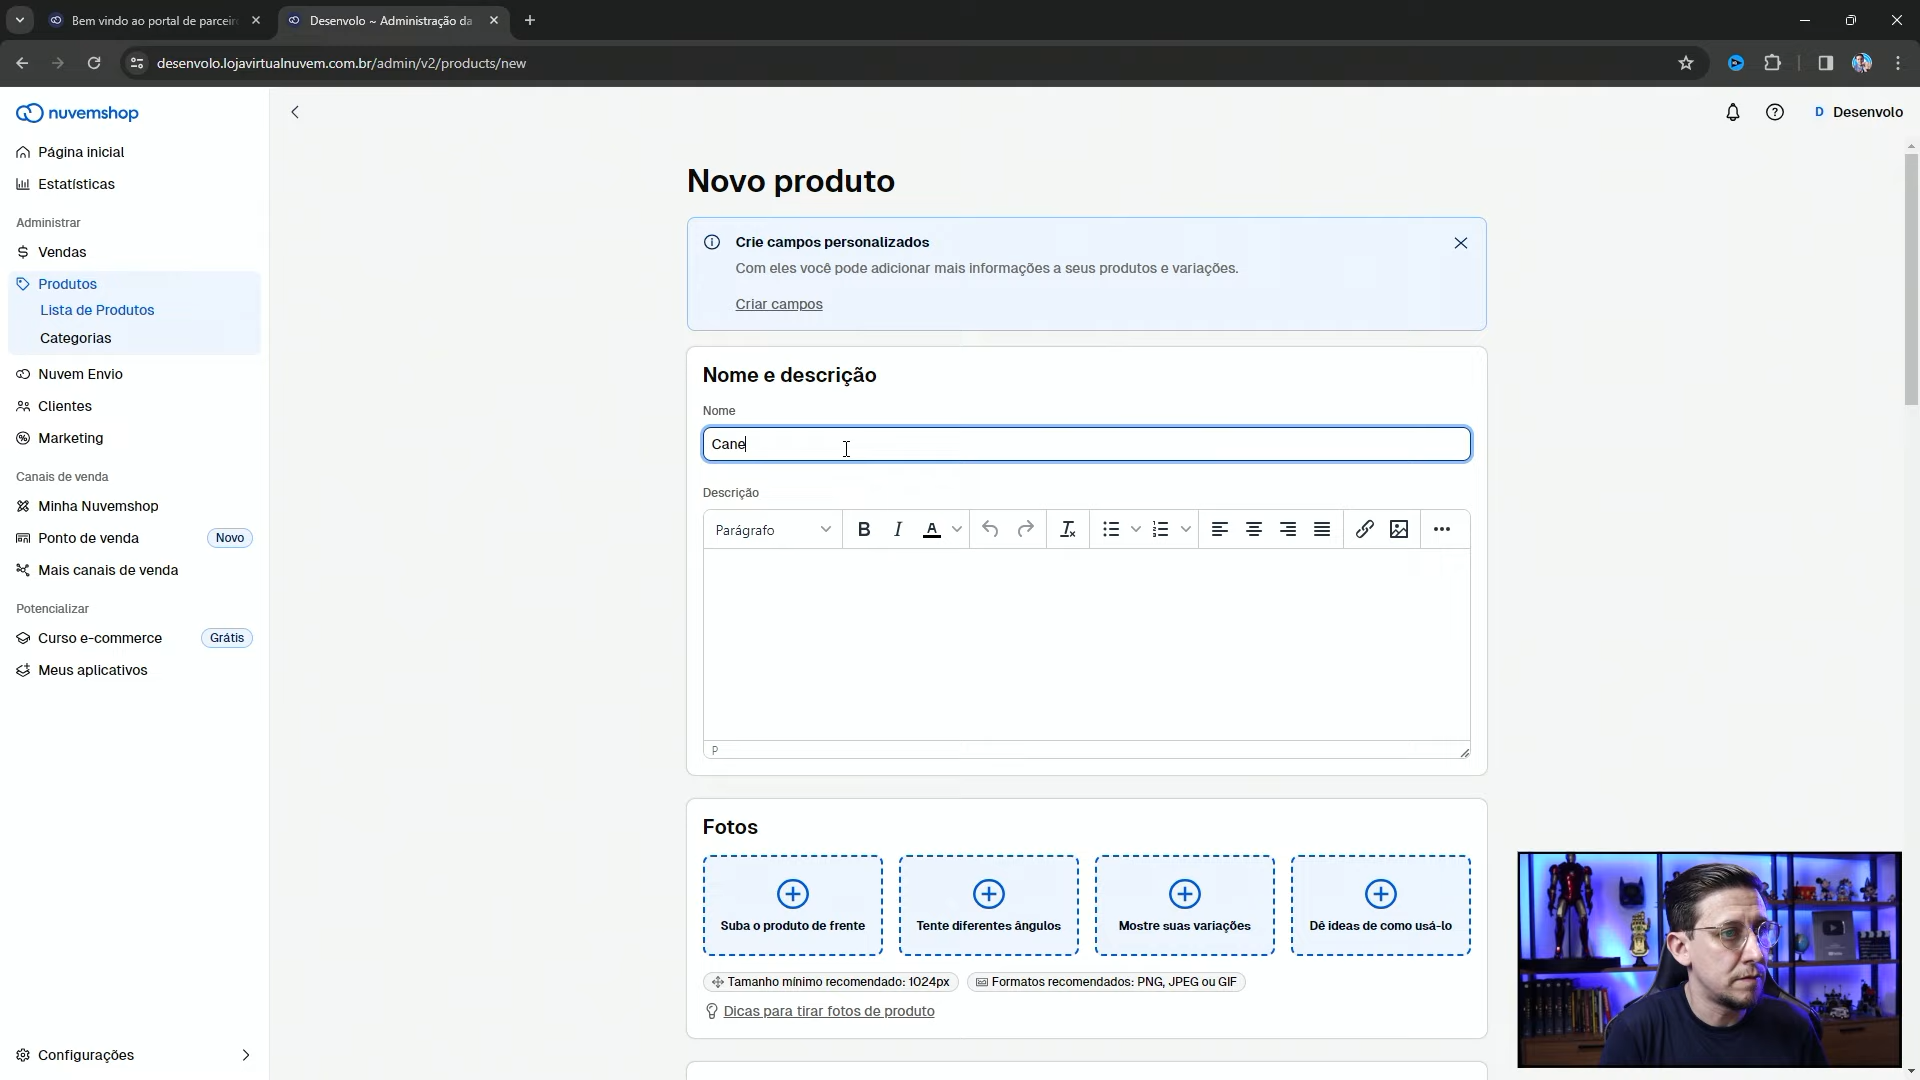 Bem vindo ao portal de parceir
Desenvolo ~ Administração da
desenvolo.lojavirtualnuvem.com.br/admin/v2/products/new
nuvemshop
D Desenvolo
Página inicial
Estatísticas
Administrar
Vendas
Produtos
Lista de Produtos
Categorias
Nuvem Envio
Clientes
Marketing
Canais de venda
Minha Nuvemshop
Ponto de venda Novo
Mais canais de venda
Potencializar
Curso e-commerce Grátis
Meus aplicativos
Configurações
Novo produto
Crie campos personalizados
Com eles você pode adicionar mais informações a seus produtos e variações.
Criar campos
Nome e descrição
Nome
Cane
Descrição
Parágrafo B I A
P
Fotos
Suba o produto de frente Tente diferentes ângulos Mostre suas variações Dê ideas de como usá-lo
Tamanho mínimo recomendado: 1024px Formatos recomendados: PNG, JPEG ou GIF
Dicas para tirar fotos de produto